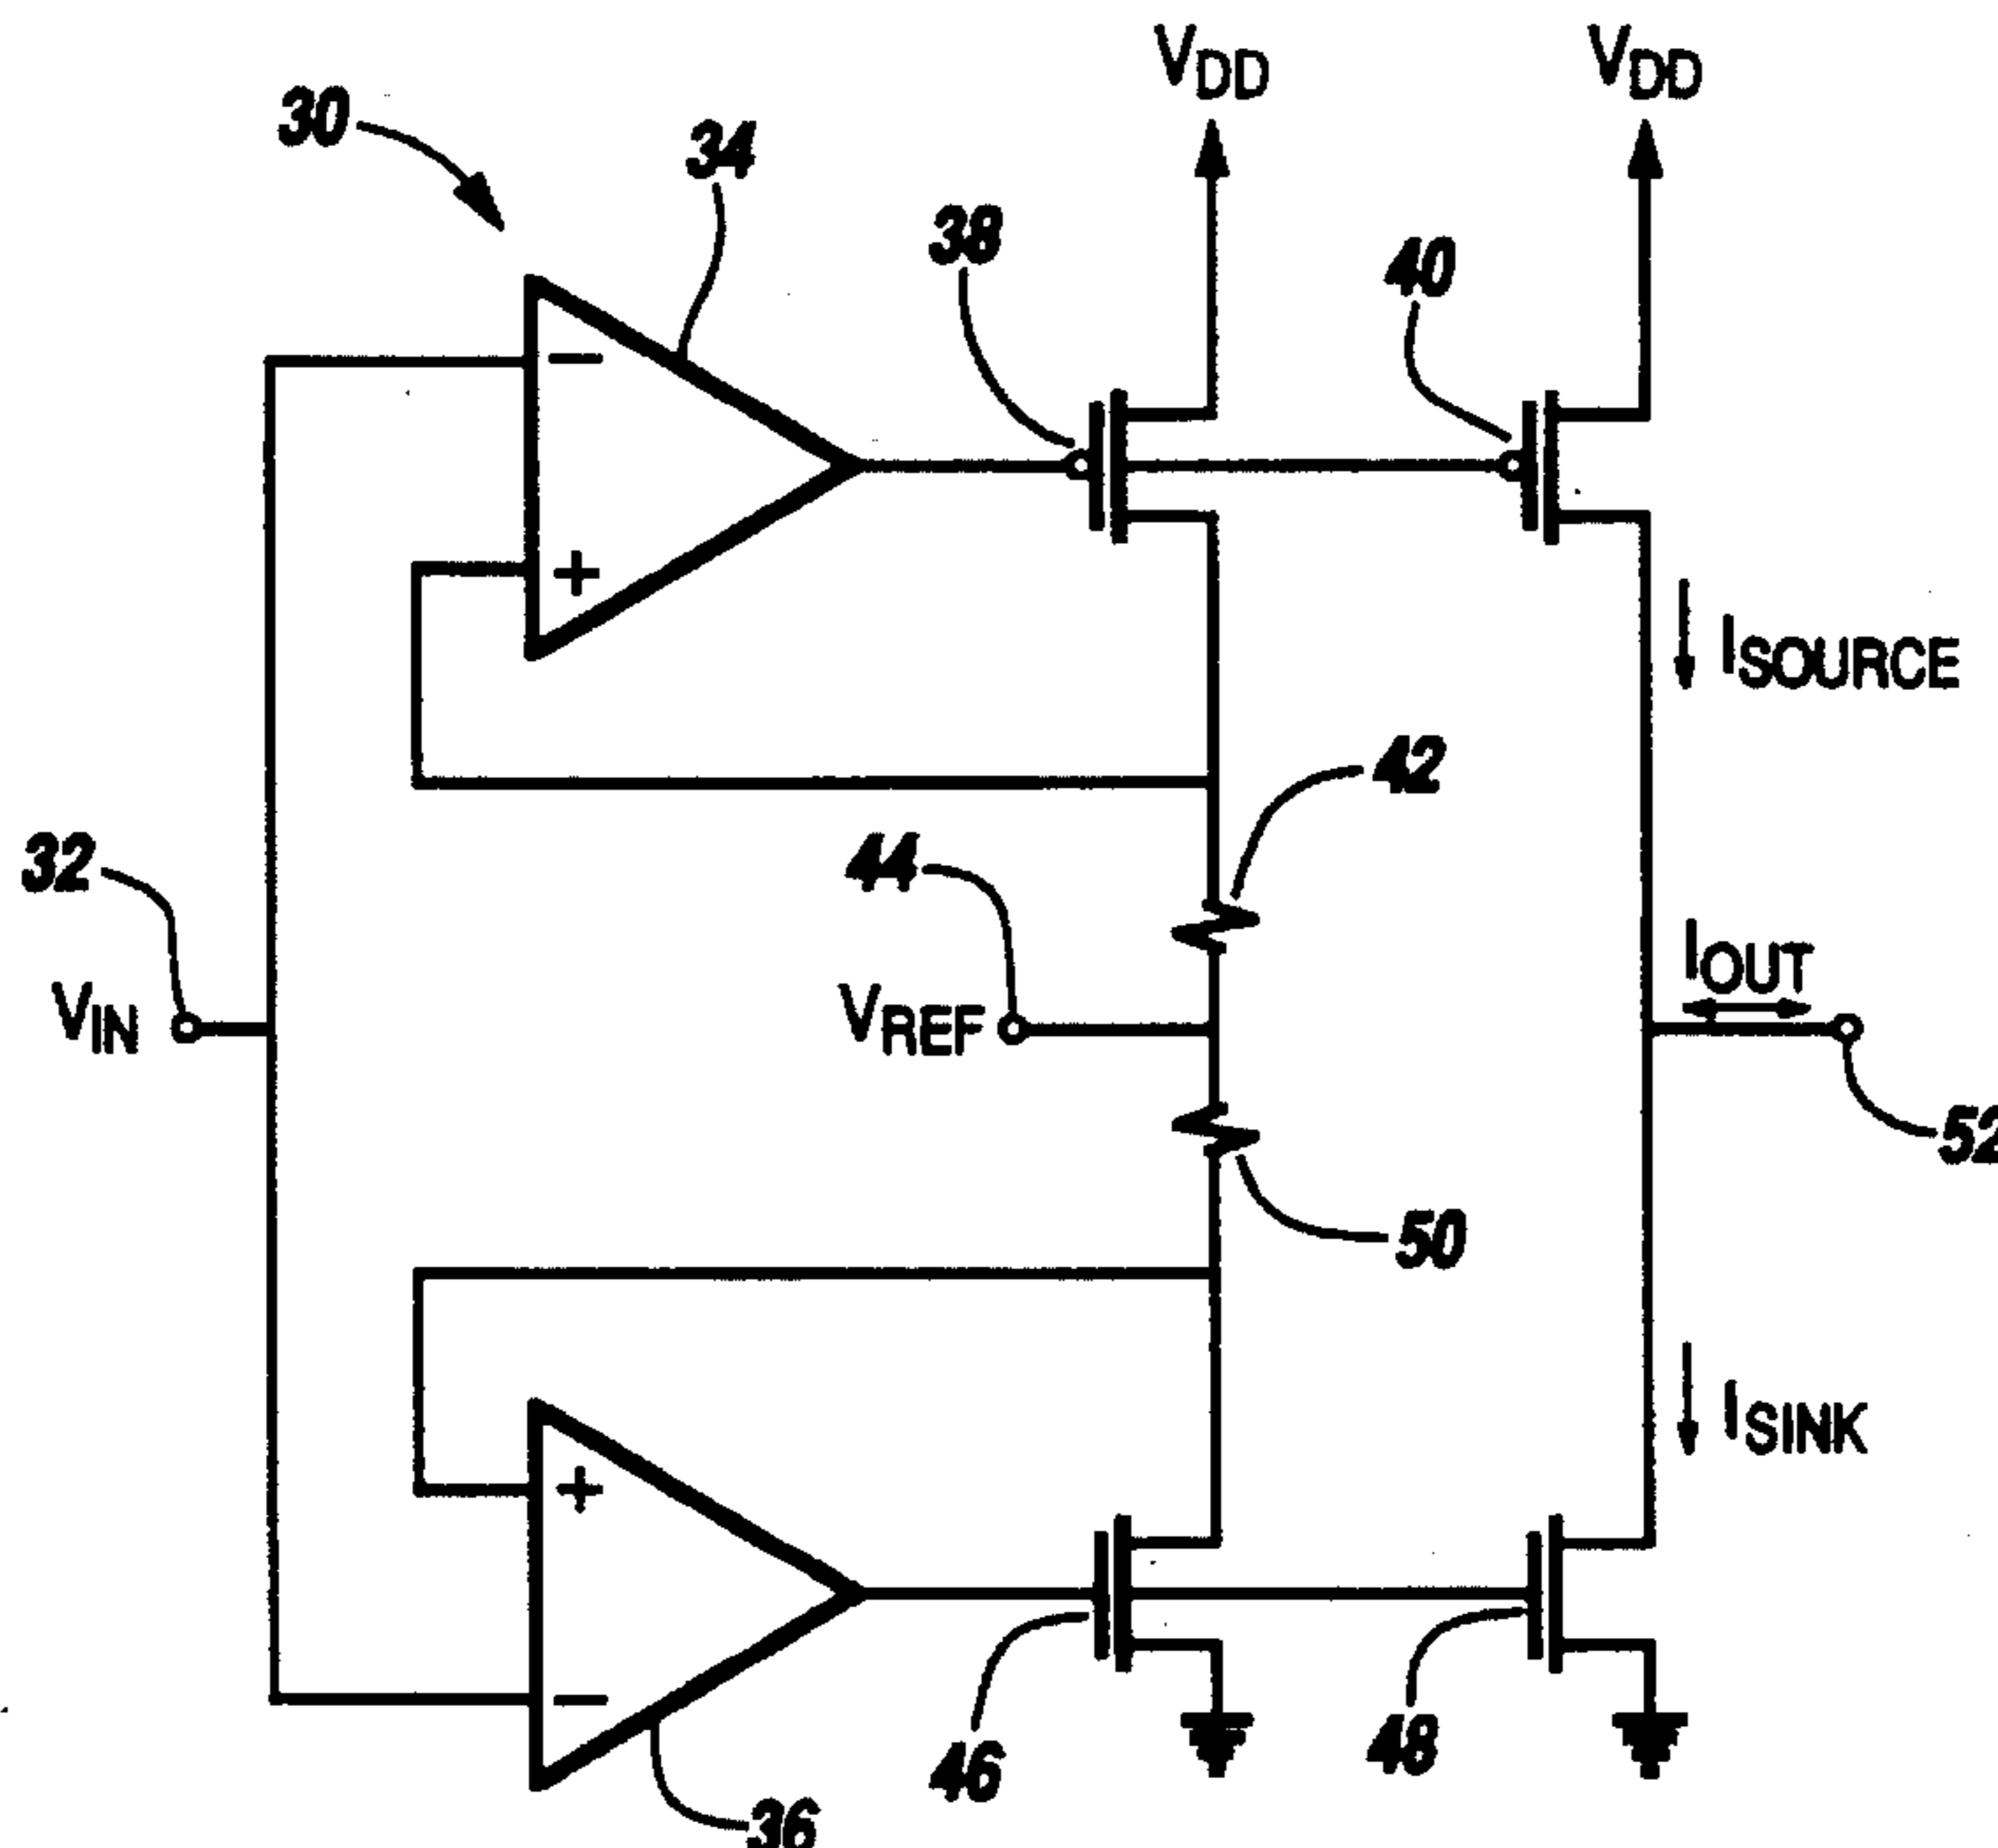 VDD
VDD
30
34
38
40
−
+
ISOURCE
42
32
44
VIN
VREF
IOUT
52
50
+
ISINK
−
46
48
36